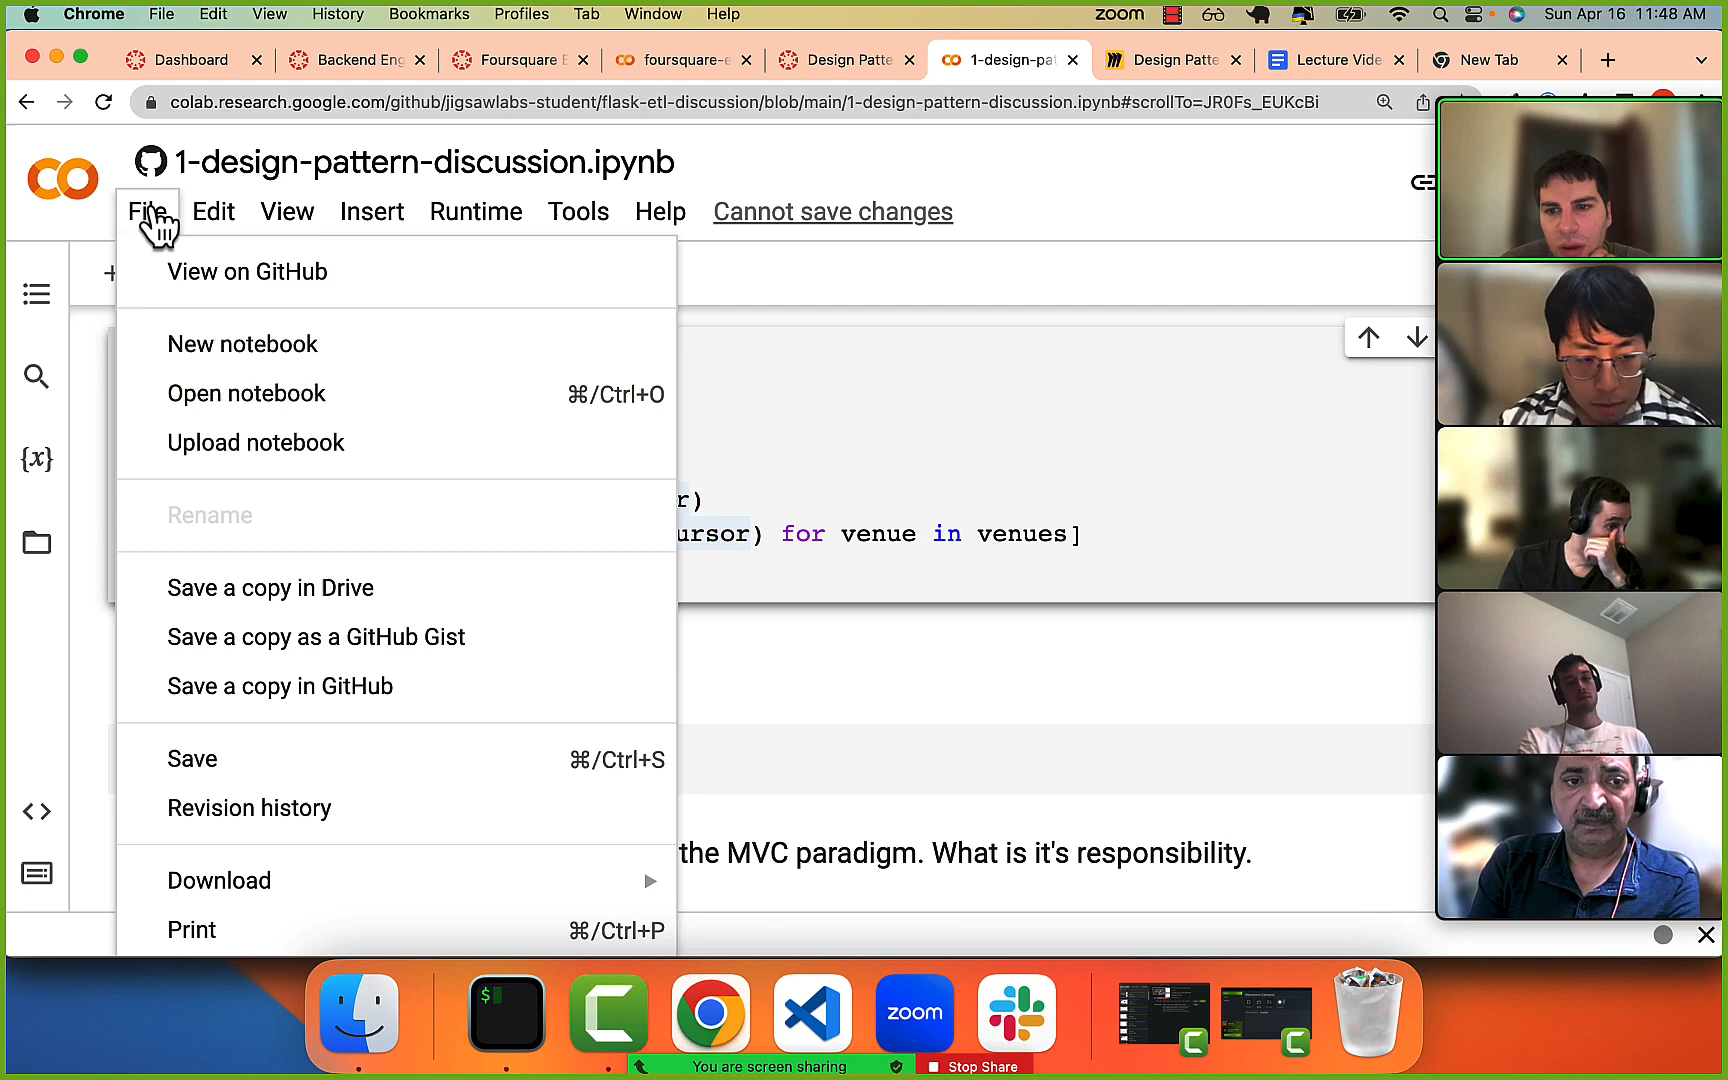 Chrome File Edit View History Bookmarks Profiles Tab Window Help zoom Sun Apr 16 11:48 AM
Dashboard Backend Eng Foursquare E foursquare-e Design Patte 1-design-pat Design Patte Lecture Vide New Tab
colab.research.google.com/github/jigsawlabs-student/flask-etl-discussion/blob/main/1-design-pattern-discussion.ipynb#scrollTo=JR0Fs_EUKcBi
1-design-pattern-discussion.ipynb
File Edit View Insert Runtime Tools Help Cannot save changes
View on GitHub
New notebook
Open notebook ⌘/Ctrl+O
Upload notebook
r)
ursor) for venue in venues]
Rename
Save a copy in Drive
Save a copy as a GitHub Gist
Save a copy in GitHub
Save ⌘/Ctrl+S
Revision history
the MVC paradigm. What is it's responsibility.
Download
Print ⌘/Ctrl+P
$
zoom
You are screen sharing Stop Share